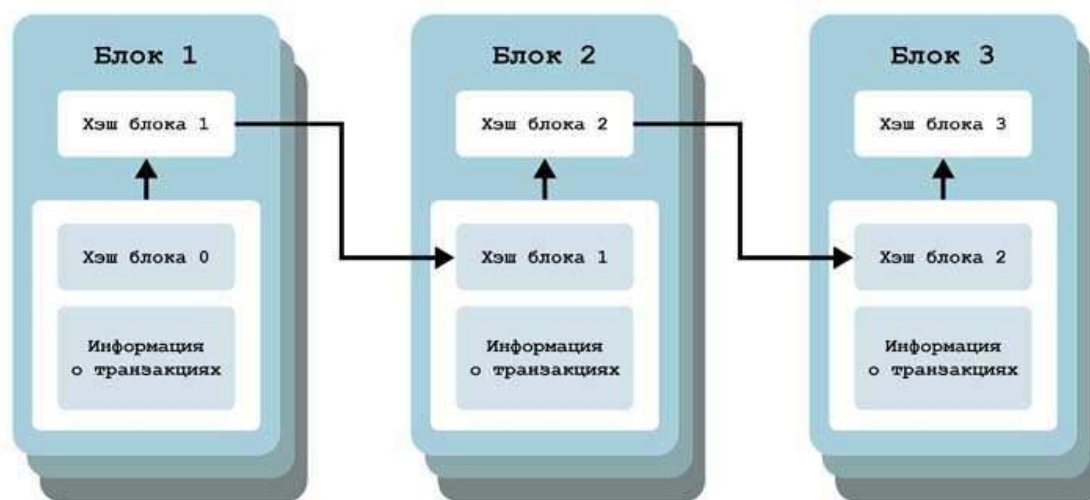 Блок 1
Хэш блока 1
Хэш блока 0
Информация
о транзакциях
Блок 2
Хэш блока 2
Хэш блока 1
Информация
о транзакциях
Блок 3
Хэш блока 3
Хэш блока 2
Информация
о транзакциях